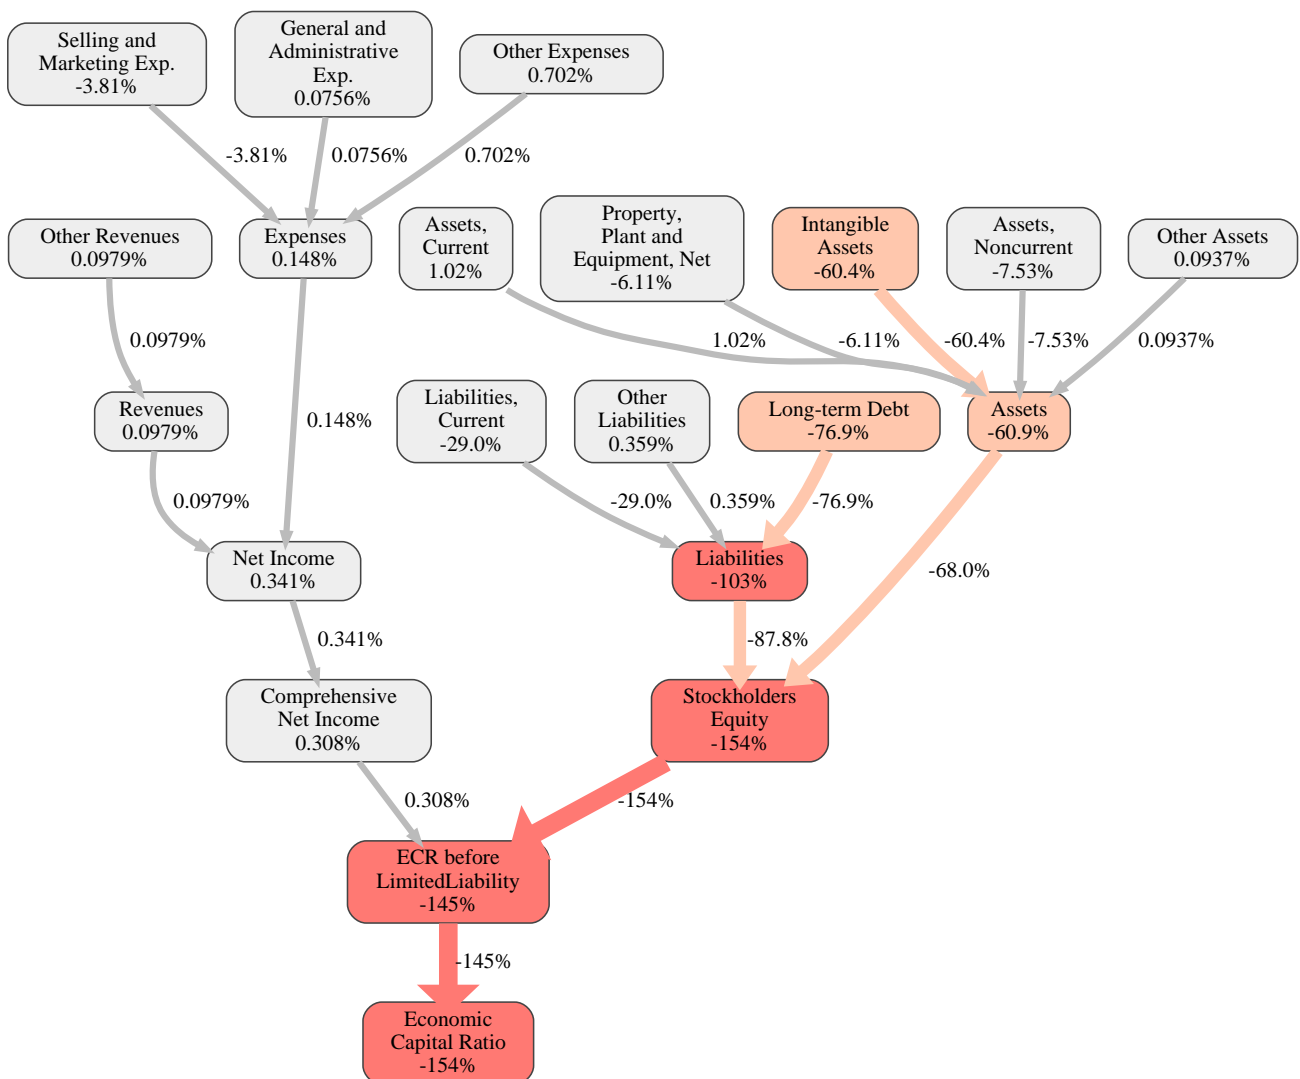 Selling and
Marketing Exp.
-3.81%
General and
Administrative
Exp.
0.0756%
Other Expenses
0.702%
-3.81%
0.0756%
0.702%
Other Revenues
0.0979%
Expenses
0.148%
Assets,
Current
1.02%
Property,
Plant and
Equipment, Net
-6.11%
Intangible
Assets
-60.4%
Assets,
Noncurrent
-7.53%
Other Assets
0.0937%
0.0979%
1.02%
-6.11%
-60.4%
-7.53%
0.0937%
Revenues
0.0979%
0.148%
Liabilities,
Current
-29.0%
Other
Liabilities
0.359%
Long-term Debt
-76.9%
Assets
-60.9%
0.0979%
-29.0%
0.359%
-76.9%
Net Income
0.341%
Liabilities
-103%
-68.0%
0.341%
-87.8%
Comprehensive
Net Income
0.308%
Stockholders
Equity
-154%
0.308%
-154%
ECR before
LimitedLiability
-145%
-145%
Economic
Capital Ratio
-154%